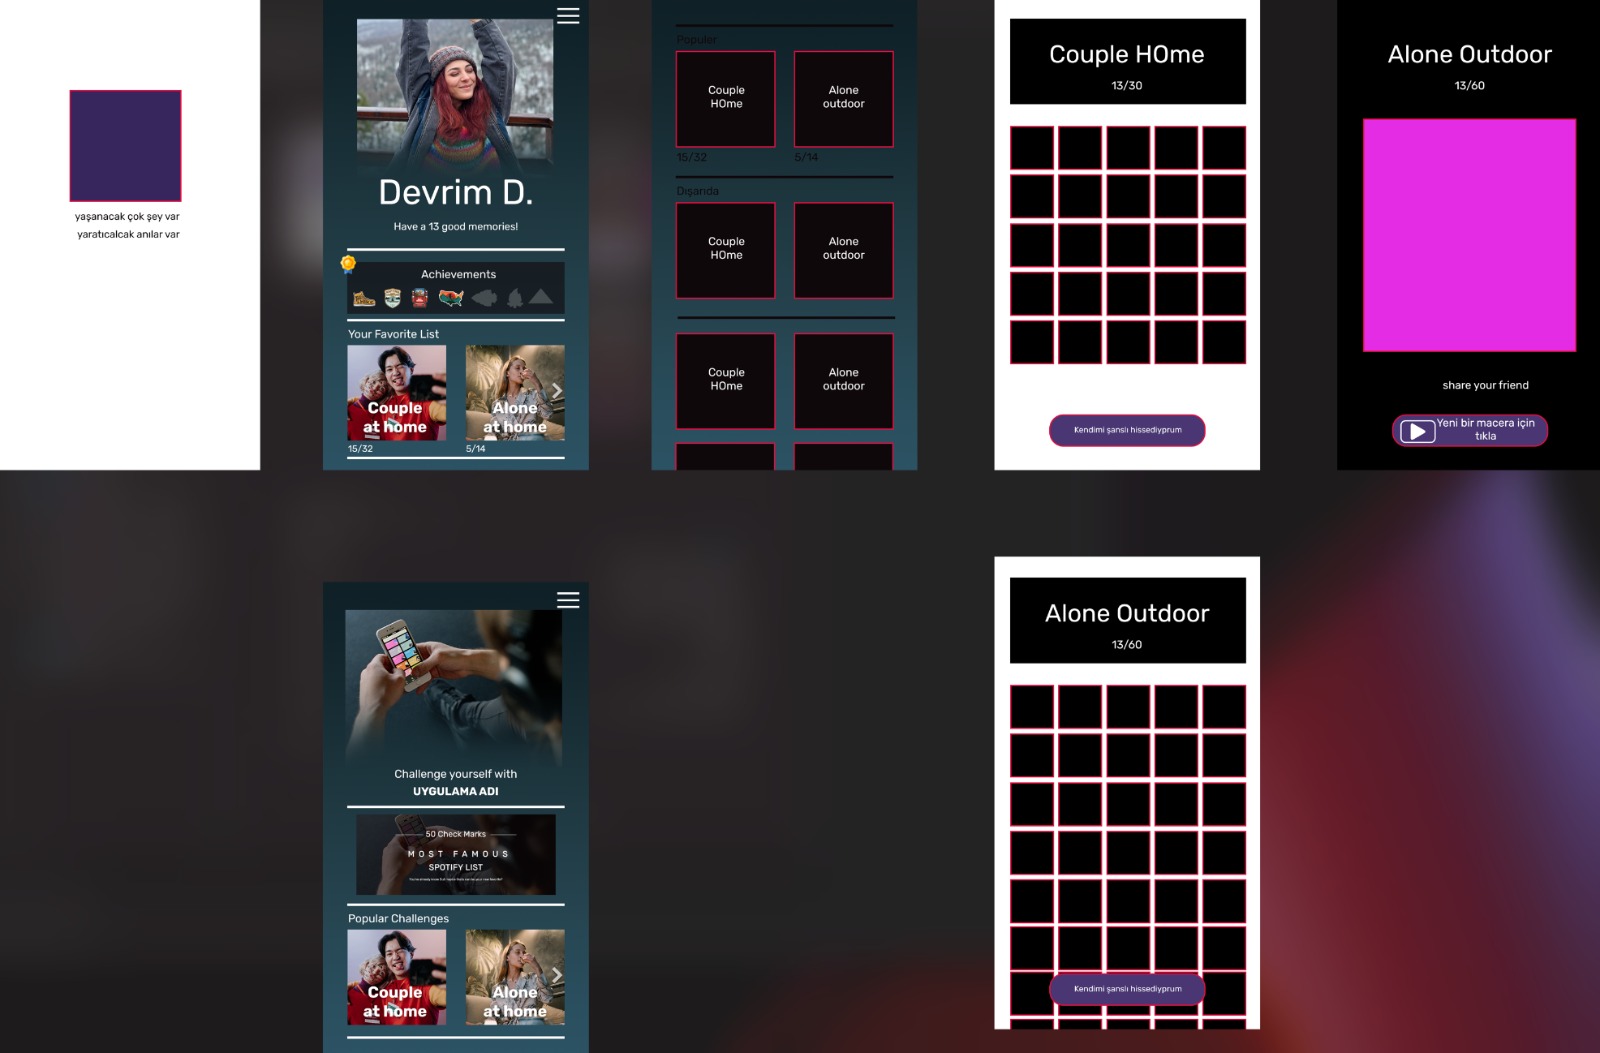 yaşanacak çok şey var
yaratıcalcak anılar var
Devrim D.
Have a 13 good memories!
Achievements
Your Favorite List
Couple
at home
Alone
at home
15/32
5/14
Populer
Couple
HOme
Alone
outdoor
15/32
5/14
Dışarıda
Couple
HOme
Alone
outdoor
Couple
HOme
Alone
outdoor
Couple HOme
13/30
Kendimi şanslı hissediyprum
Alone Outdoor
13/60
share your friend
Yeni bir macera için
tıkla
Challenge yourself with
UYGULAMA ADI
50 Check Marks
MOST FAMOUS
SPOTIFY LIST
Popular Challenges
Couple
at home
Alone
at home
Alone Outdoor
13/60
Kendimi şanslı hissediyprum